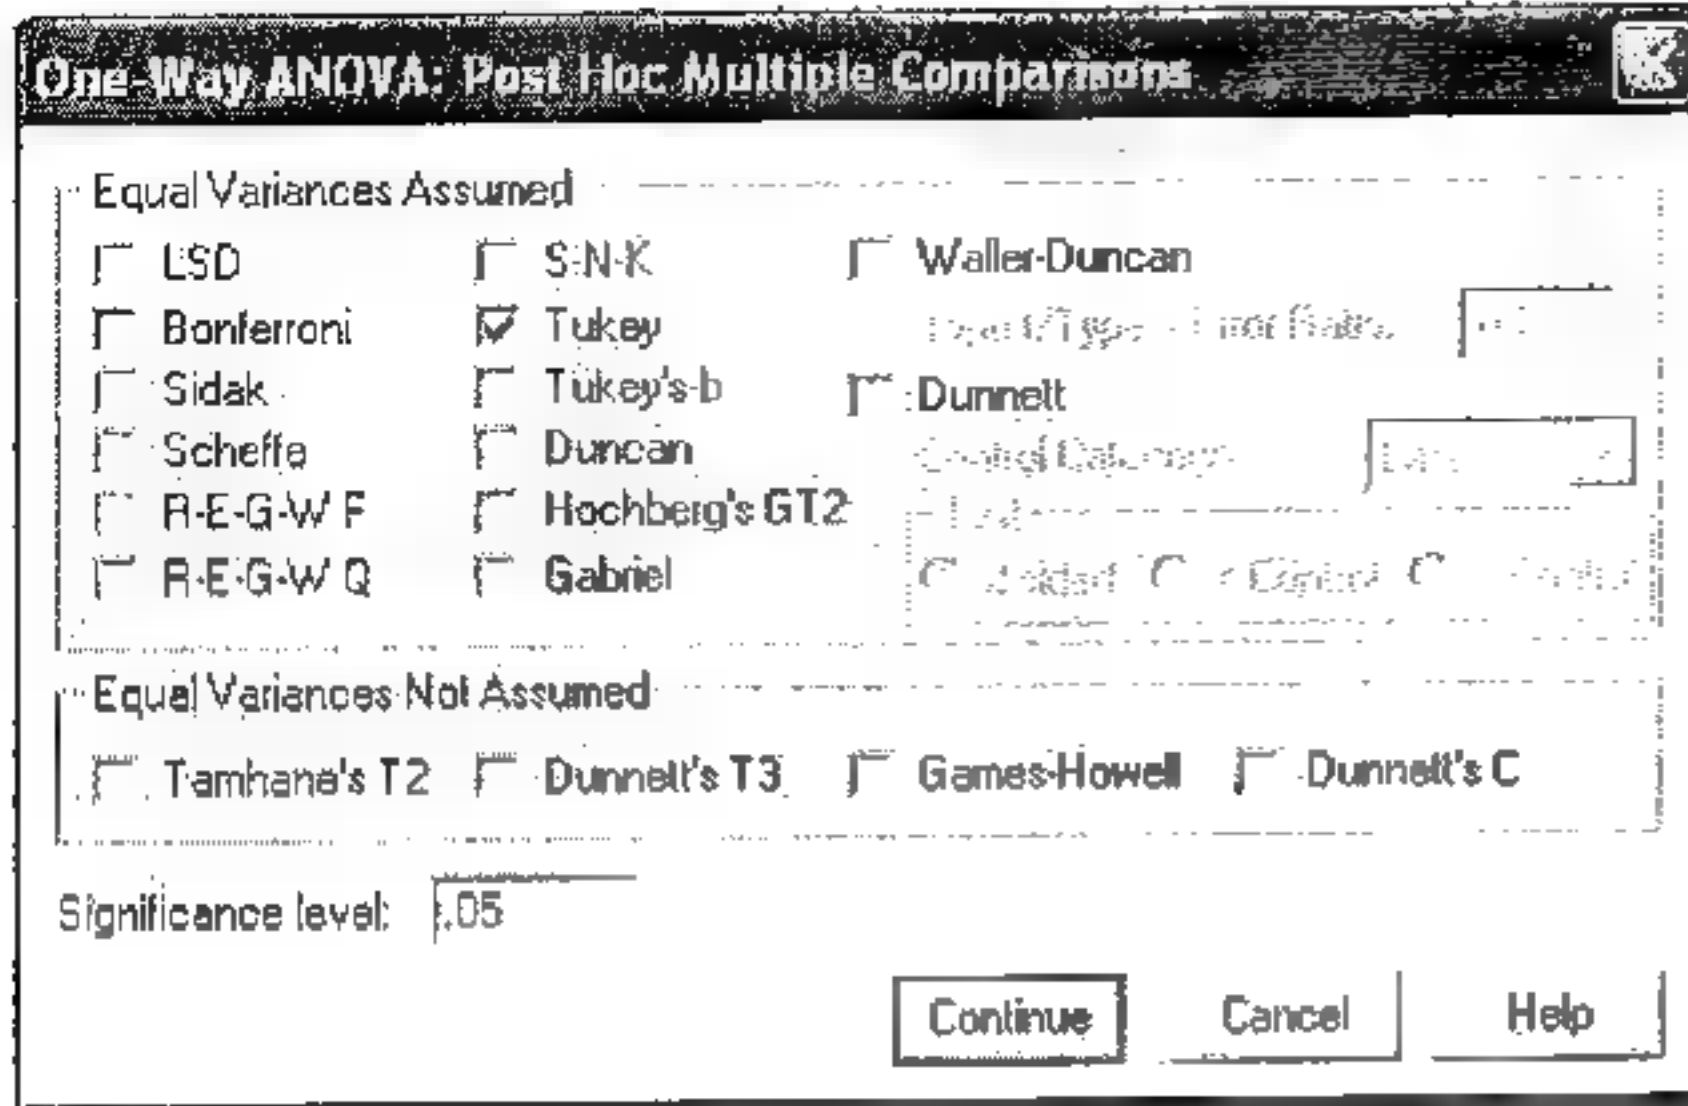 One-Way ANOVA: Post Hoc Multiple Comparisons
Equal Variances Assumed
LSD S-N-K Waller-Duncan
Bonferroni Tukey
Sidak Tukey's-b Dunnett
Scheffe Duncan
R-E-G-W F Hochberg's GT2
R-E-G-W Q Gabriel
Equal Variances Not Assumed
Tamhane's T2 Dunnett's T3 Games-Howell Dunnett's C
Significance level: .05
Continue Cancel Help